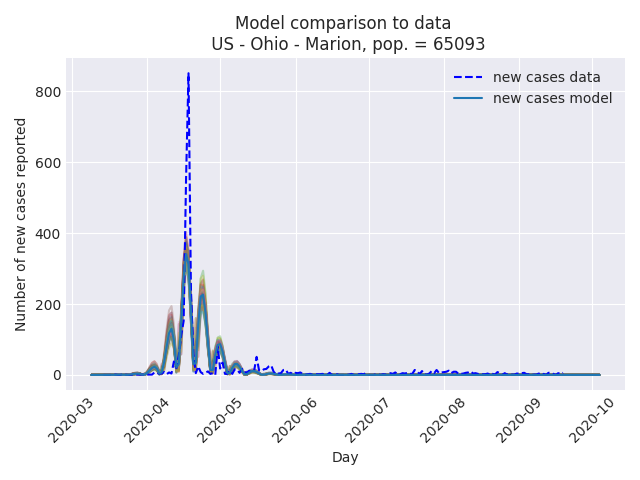 Model comparison to data
US - Ohio - Marion, pop. = 65093
new cases data
new cases model
Number of new cases reported
800
600
400
200
0
2020-03
2020-04
2020-05
2020-06
2020-07
2020-08
2020-09
2020-10
Day